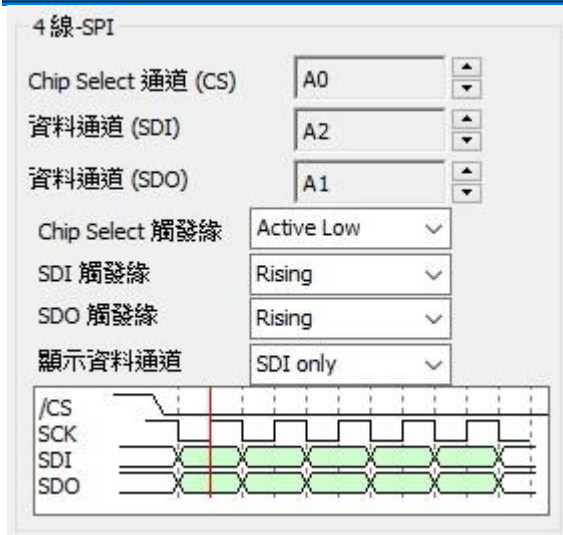 4 線-SPI
Chip Select 通道 (CS) A0
資料通道 (SDI) A2
資料通道 (SDO) A1
Chip Select 觸發緣 Active Low
SDI 觸發緣 Rising
SDO 觸發緣 Rising
顯示資料通道 SDI only
/CS
SCK
SDI
SDO